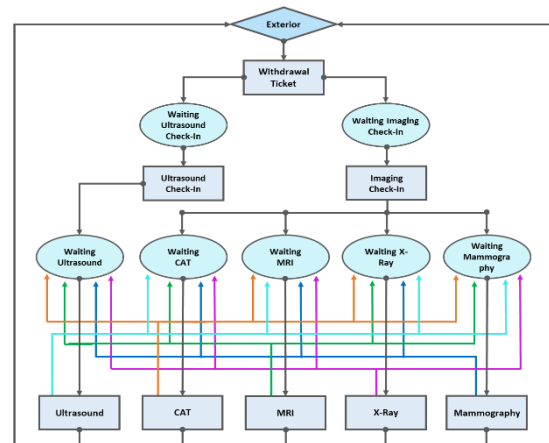 Exterior
Withdrawal
Ticket
Waiting
Ultrasound
Check-In
Waiting Imaging
Check-In
Ultrasound
Check-In
Imaging
Check-In
Waiting
Ultrasound
Waiting
CAT
Waiting
MRI
Waiting X-
Ray
Waiting
Mammogra
phy
Ultrasound
CAT
MRI
X-Ray
Mammography